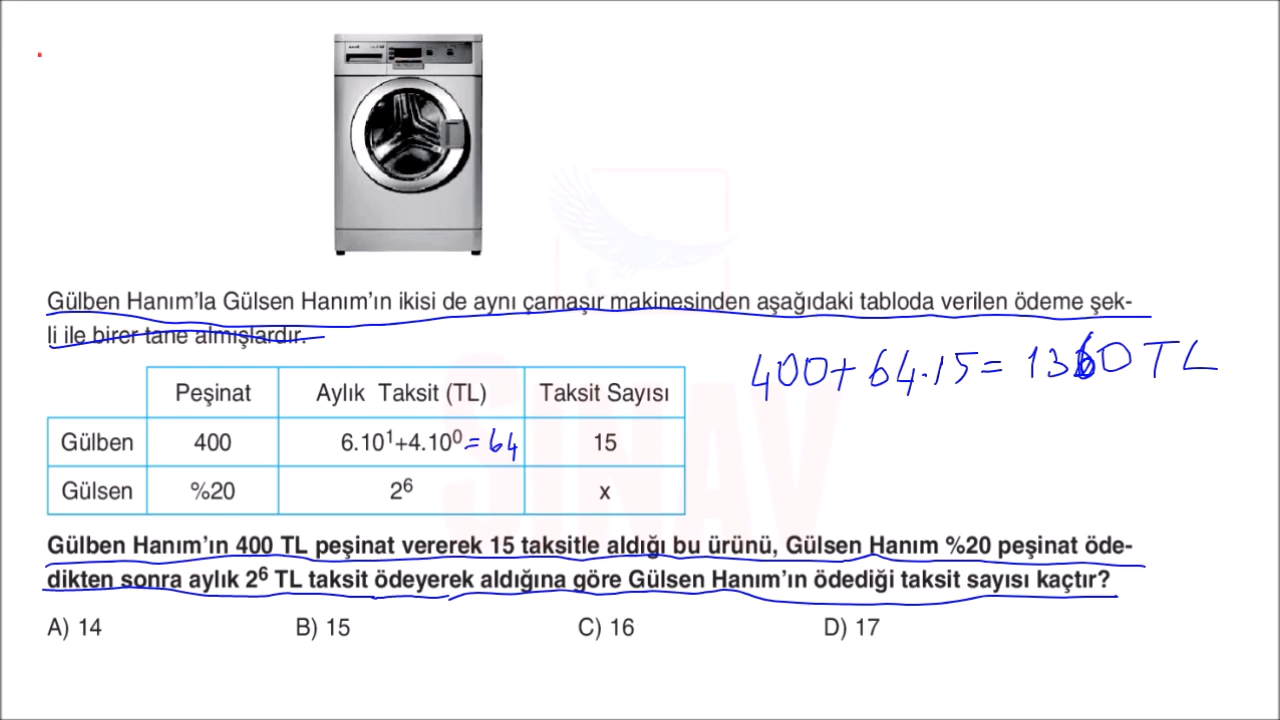 Gülben Hanım’la Gülsen Hanım’ın ikisi de aynı çamaşır makinesinden aşağıdaki tabloda verilen ödeme şek-
li ile birer tane almışlardır.
400+64.15= 1360 TL
Peşinat Aylık Taksit (TL) Taksit Sayısı
Gülben 400 6.10¹+4.10⁰ = 64 15
Gülsen %20 2⁶ x
SINAV
Gülben Hanım’ın 400 TL peşinat vererek 15 taksitle aldığı bu ürünü, Gülsen Hanım %20 peşinat öde-
dikten sonra aylık 2⁶ TL taksit ödeyerek aldığına göre Gülsen Hanım’ın ödediği taksit sayısı kaçtır?
A) 14 B) 15 C) 16 D) 17